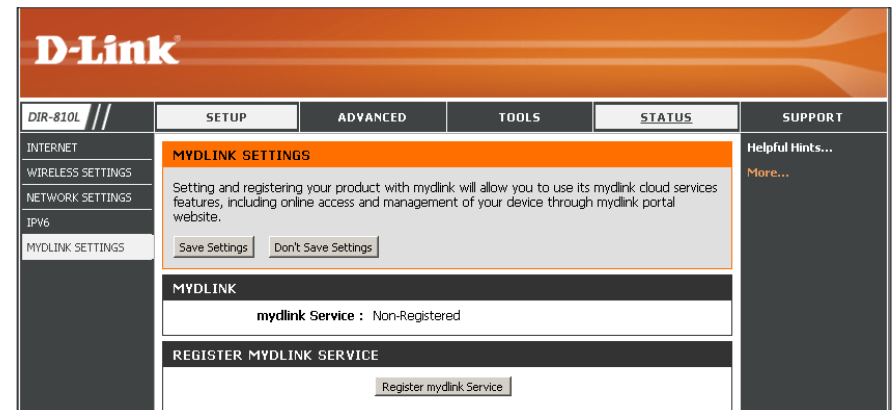 D-Link
DIR-810L
SETUP
ADVANCED
TOOLS
STATUS
SUPPORT
INTERNET
WIRELESS SETTINGS
NETWORK SETTINGS
IPV6
MYDLINK SETTINGS
MYDLINK SETTINGS
Setting and registering your product with mydlink will allow you to use its mydlink cloud services
features, including online access and management of your device through mydlink portal
website.
Save Settings
Don't Save Settings
MYDLINK
mydlink Service : Non-Registered
REGISTER MYDLINK SERVICE
Register mydlink Service
Helpful Hints...
More...